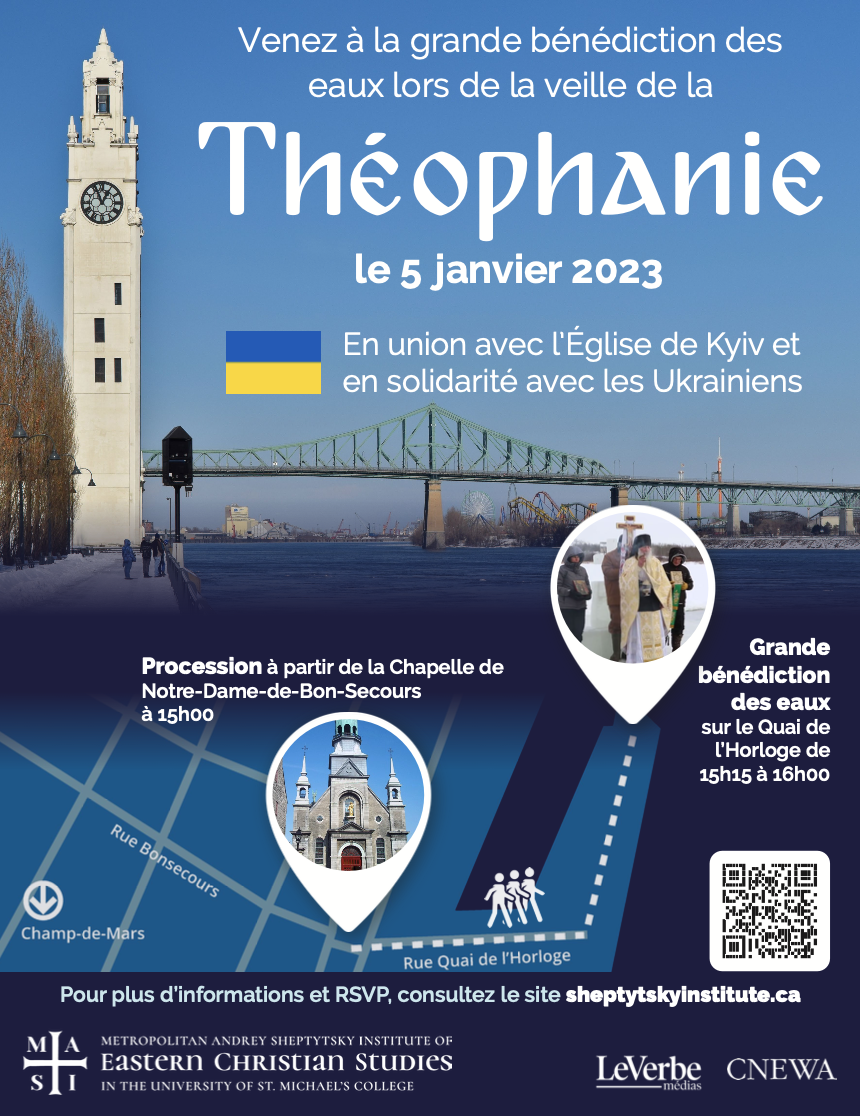 Venez à la grande bénédiction des
eaux lors de la veille de la
Théophanie
le 5 janvier 2023
En union avec l'Église de Kyiv et
en solidarité avec les Ukrainiens
Procession à partir de la Chapelle de
Notre-Dame-de-Bon-Secours
à 15h00
Grande
bénédiction
des eaux
sur le Quai de
l'Horloge de
15h15 à 16h00
Rue Bonsecours
Champ-de-Mars
Rue Quai de l'Horloge
Pour plus d'informations et RSVP, consultez le site sheptytskyinstitute.ca
MASI
METROPOLITAN ANDREY SHEPTYTSKY INSTITUTE OF
EASTERN CHRISTIAN STUDIES
IN THE UNIVERSITY OF ST. MICHAEL'S COLLEGE
LeVerbe
médias
CNEWA